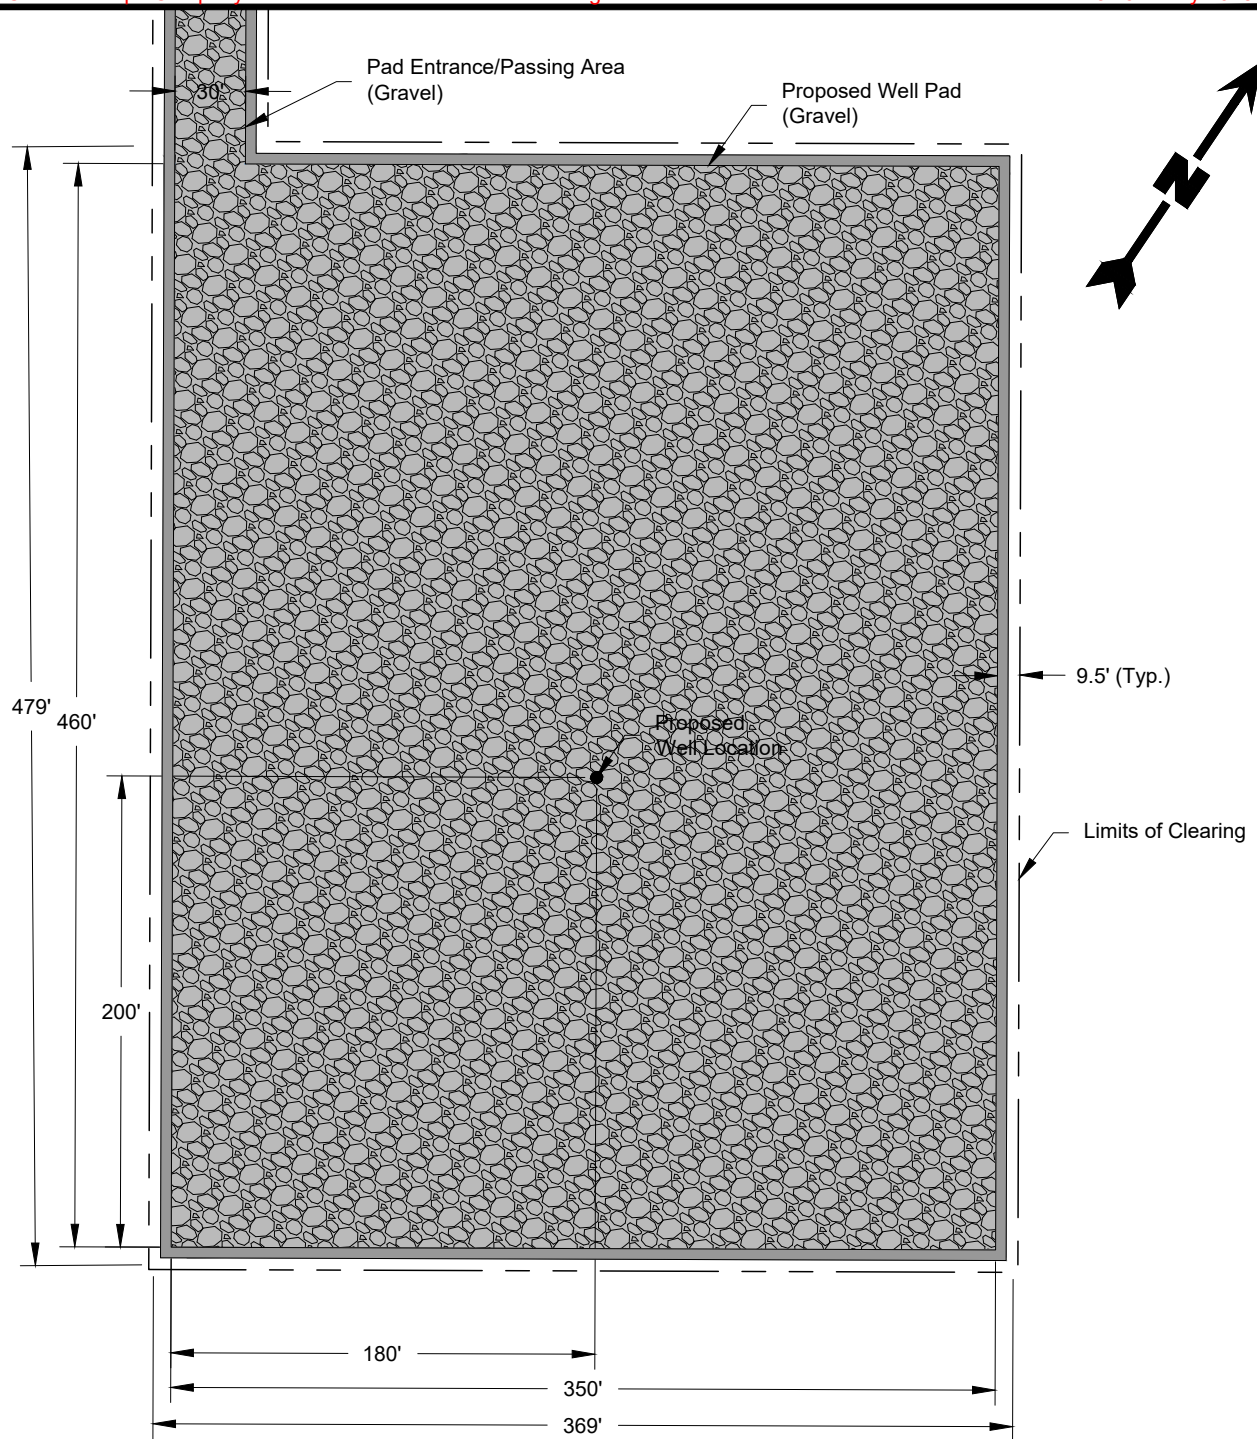 Pad Entrance/Passing Area
(Gravel)
30'
Proposed Well Pad
(Gravel)
N
479'
460'
9.5' (Typ.)
Proposed
Well Location
Limits of Clearing
200'
180'
350'
369'